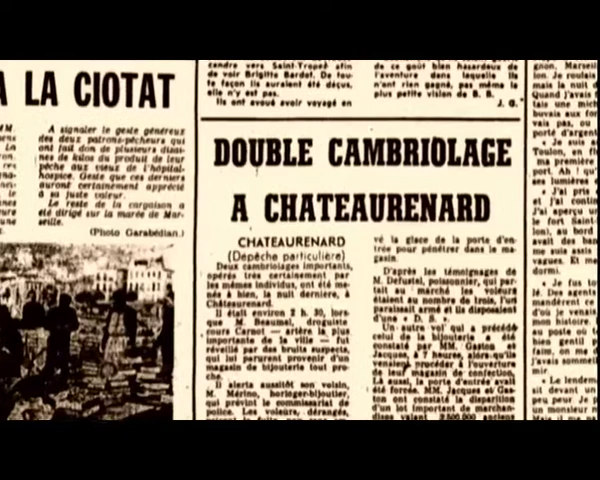 A LA CIOTAT
A signaler le geste généreux
des deux patrons-pêcheurs qui
ont fait don de plusieurs dizai-
nes de kilos du produit de leur
pêche aux vieux de l'hôpital-
hospice. Geste que ces derniers
auront certainement apprécié
à sa juste valeur.
Le reste de la cargaison a
été dirigé sur la marée de Mar-
seille.
(Photo Garabédian.)
cendre vers Saint-Tropez afin
de voir Brigitte Bardot. De tou-
te façon ils auraient été déçus,
elle n'y est pas.
Ils ont avoué avoir voyagé en
de ce goût bien hasardeux de
l'aventure dans laquelle ils
n'ont rien gagné, pas même la
plus petite vision de B. B.
J. G.
DOUBLE CAMBRIOLAGE
A CHATEAURENARD
CHATEAURENARD
(Dépêche particulière)
Deux cambriolages importants,
opérés très certainement par
les mêmes individus, ont été me-
nés à bien, la nuit dernière, à
Châteaurenard.
Il était environ 2 h. 30, lors-
que M. Beaumel, droguiste
cours Carnot — artère la plus
importante de la ville — fut
réveillé par des bruits suspects,
qui lui parurent provenir d'un
magasin de bijouterie tout pro-
che.
Il alerta aussitôt son voisin,
M. Mérino, horloger-bijoutier,
qui prévint le commissariat de
police. Les voleurs, dérangés,
vé la glace de la porte d'en-
trée pour pénétrer dans le ma-
gasin.
D'après les témoignages de
M. Defustel, poissonnier, qui par-
tait au marché les voleurs
étaient au nombre de trois, l'un
paraissait armé et ils disposaient
d'une « D. S. ».
Un autre vol qui a précédé
celui de la bijouterie a été
constaté par MM. Gaston et
Jacques, à 7 heures, alors qu'ils
venaient procéder à l'ouverture
de leur magasin de confection.
Là aussi, la porte d'entrée avait
été forcée. MM. Jacques et Gas-
ton ont constaté la disparition
d'un lot important de marchan-
dises valant 2.500.000 anciens